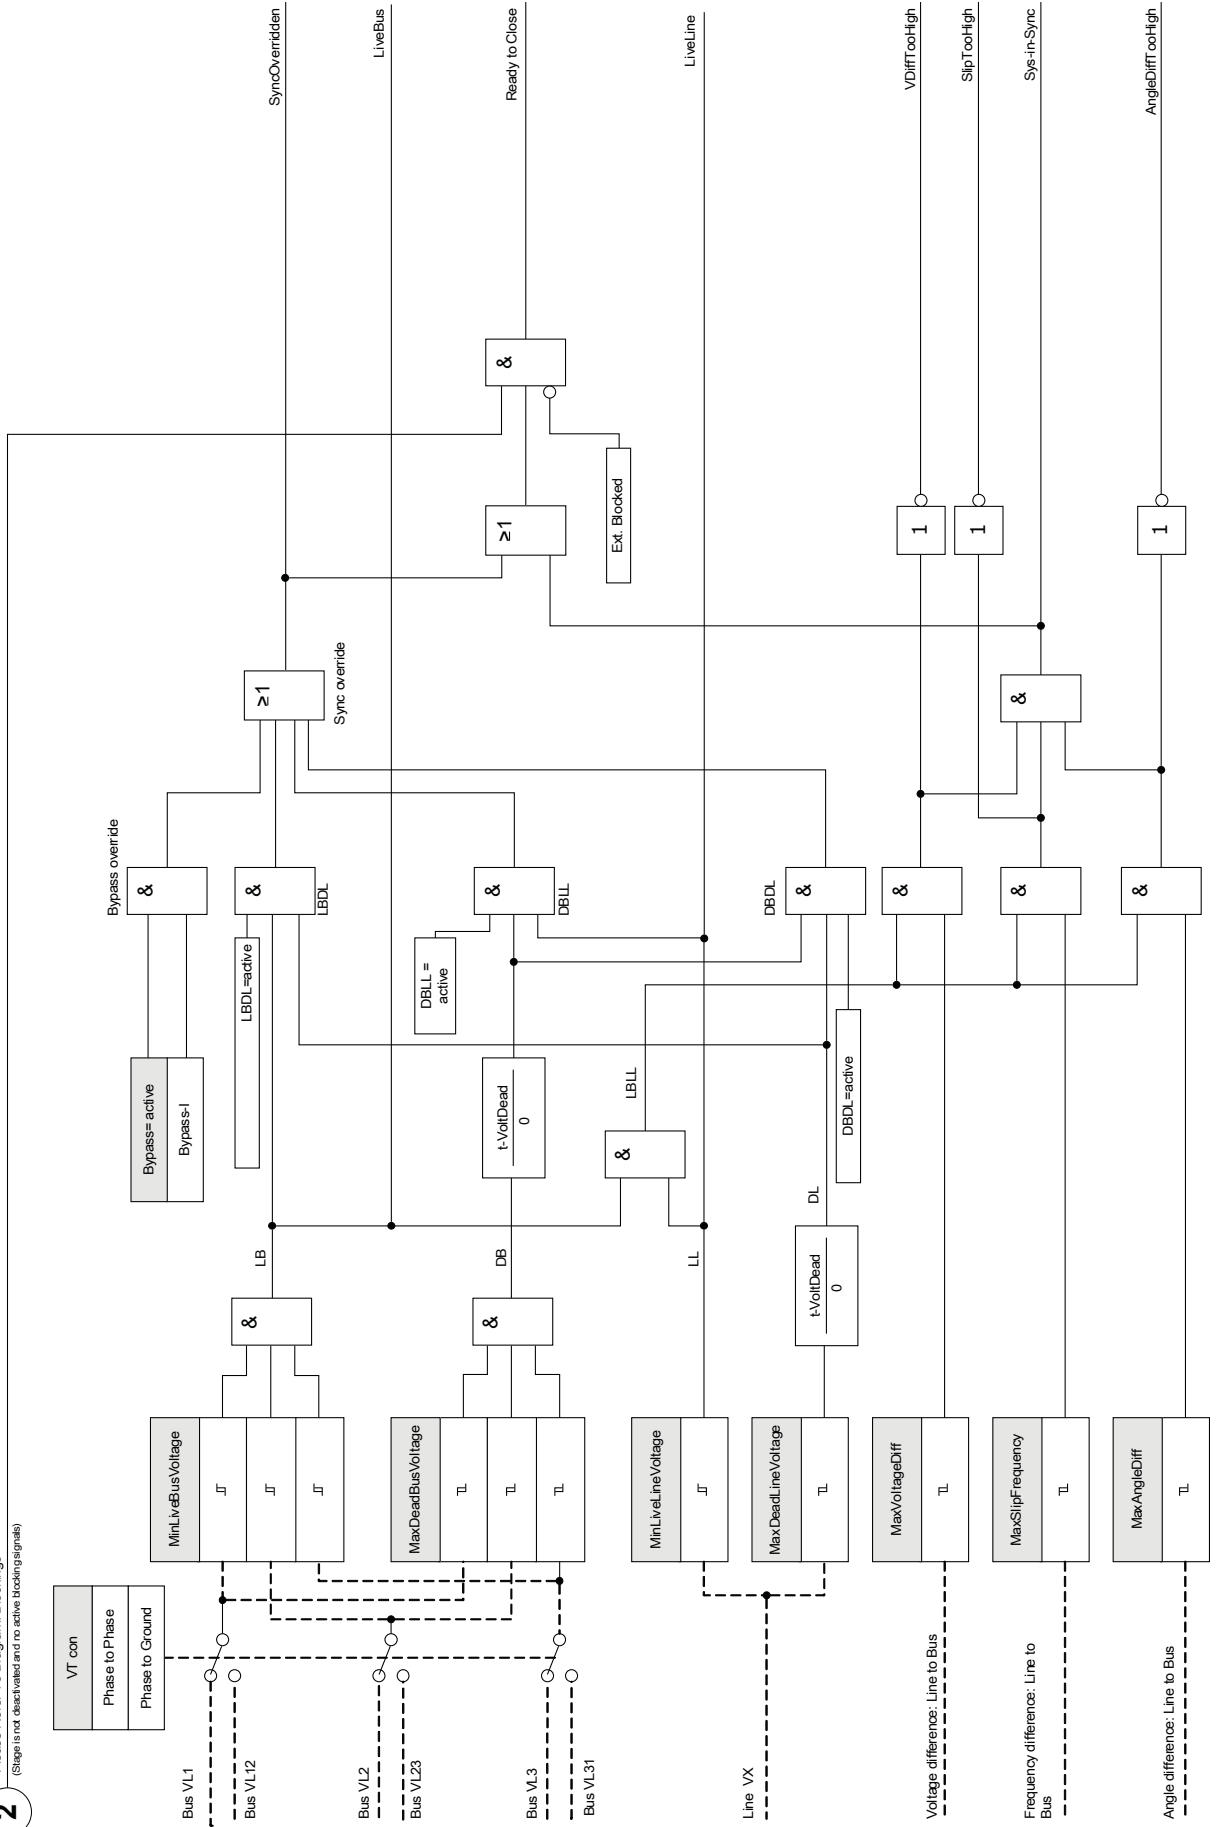 2
(Stage is not deactivated and no active blocking signals)
VT con
Phase to Phase
Phase to Ground
Bus VL1
Bus VL12
Bus VL2
Bus VL23
Bus VL3
Bus VL31
Line VX
Voltage difference: Line to Bus
Frequency difference: Line to
Bus
Angle difference: Line to Bus
MinLiveBusVoltage
MaxDeadBusVoltage
MinLiveLineVoltage
MaxDeadLineVoltage
MaxVoltageDiff
MaxSlipFrequency
MaxAngleDiff
&
&
LB
DB
LL
t-VoltDead
0
DL
Bypass=active
Bypass-I
LBDL=active
t-VoltDead
0
&
LBLL
DBLL =
active
DBDL=active
Bypass override
&
&
LBDL
&
DBLL
DBDL
&
&
&
&
≥1
Sync override
&
≥1
Ext. Blocked
1
1
1
&
SyncOverridden
LiveBus
Ready to Close
LiveLine
VDiffTooHigh
SlipTooHigh
Sys-in-Sync
AngleDiffTooHigh